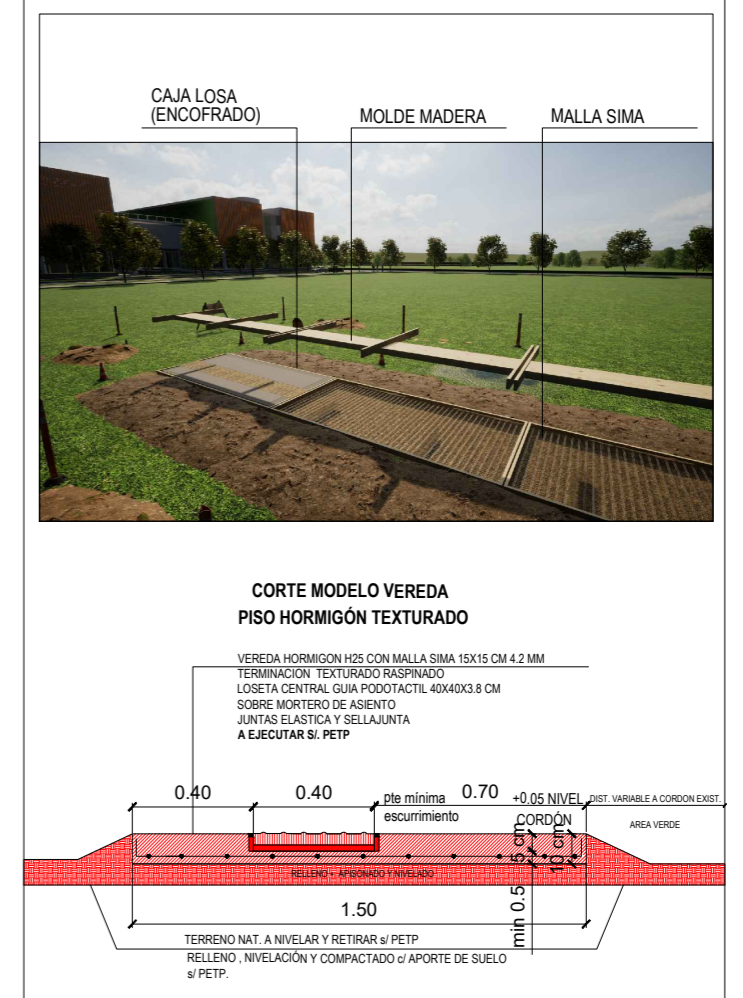 CAJA LOSA
(ENCOFRADO)
MOLDE MADERA
MALLA SIMA
CORTE MODELO VEREDA
PISO HORMIGÓN TEXTURADO
VEREDA HORMIGON H25 CON MALLA SIMA 15X15 CM 4.2 MM
TERMINACION TEXTURADO RASPINADO
LOSETA CENTRAL GUIA PODOTACTIL 40X40X3.8 CM
SOBRE MORTERO DE ASIENTO
JUNTAS ELASTICA Y SELLAJUNTA
A EJECUTAR S/. PETP
0.40
0.40
pte mínima
escurrimiento
0.70
+0.05 NIVEL
CORDÓN
DIST. VARIABLE A CORDON EXIST.
AREA VERDE
5 cm
10 cm
min 0.5
RELLENO + APISONADO Y NIVELADO
1.50
TERRENO NAT. A NIVELAR Y RETIRAR s/ PETP
RELLENO , NIVELACIÓN Y COMPACTADO c/ APORTE DE SUELO
s/ PETP.